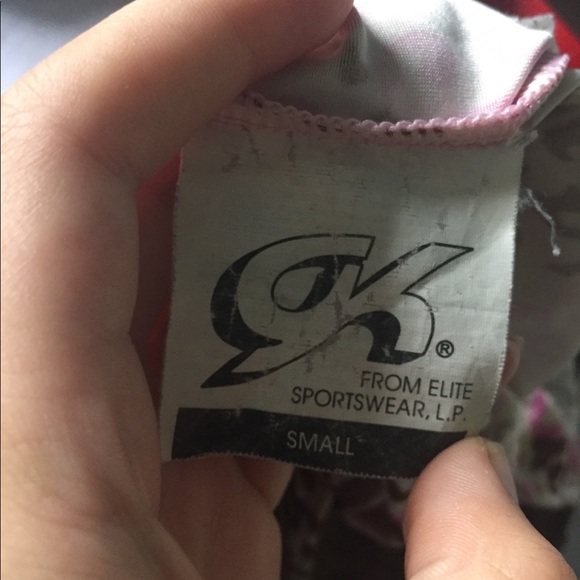 GK®
FROM ELITE
SPORTSWEAR, L.P.
SMALL